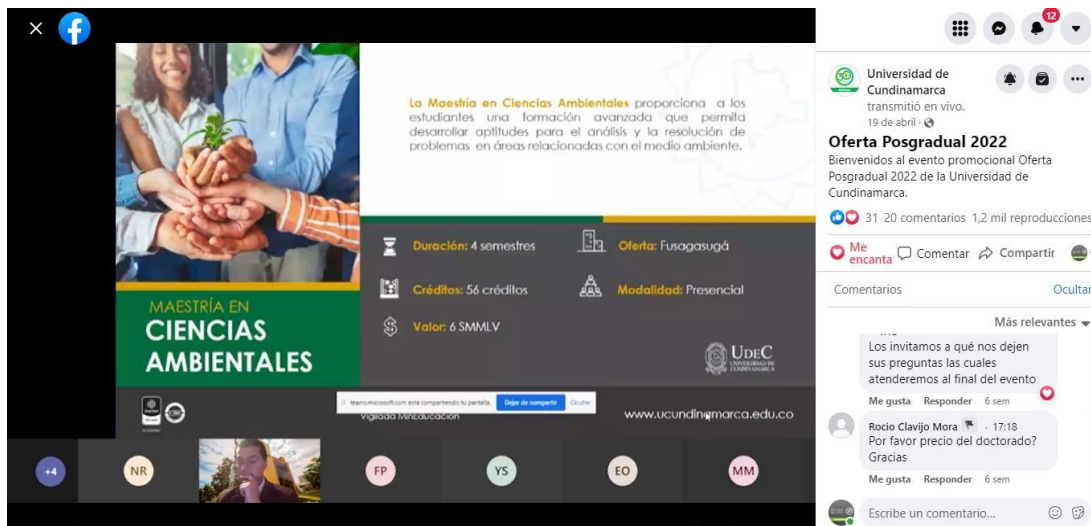 La Maestría en Ciencias Ambientales proporciona a los
estudiantes una formación avanzada que permita
desarrollar aptitudes para el análisis y la resolución de
problemas en áreas relacionadas con el medio ambiente.
Duración: 4 semestres
Oferta: Fusagasugá
Créditos: 56 créditos
Modalidad: Presencial
Valor: 6 SMMLV
MAESTRÍA EN
CIENCIAS
AMBIENTALES
UDEC
UNIVERSIDAD DE
CUNDINAMARCA
teams.microsoft.com está compartiendo tu pantalla.
Dejar de compartir
Ocultar
Vigilada MinEducación
www.ucundinamarca.edu.co
+4
NR
FP
YS
EO
MM
12
Universidad de
Cundinamarca
transmitió en vivo.
19 de abril ·
Oferta Posgradual 2022
Bienvenidos al evento promocional Oferta
Posgradual 2022 de la Universidad de
Cundinamarca.
31 20 comentarios 1,2 mil reproducciones
Me
encanta
Comentar
Compartir
Comentarios
Ocultar
Más relevantes
Los invitamos a qué nos dejen
sus preguntas las cuales
atenderemos al final del evento
Me gusta Responder 6 sem
Rocio Clavijo Mora · 17:18
Por favor precio del doctorado?
Gracias
Me gusta Responder 6 sem
Escribe un comentario...